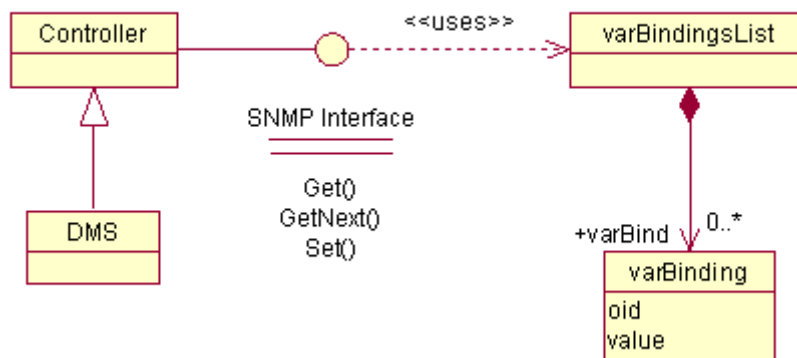 Controller
<<uses>>
varBindingsList
SNMP Interface
Get()
GetNext()
Set()
DMS
+varBind
0..*
varBinding
oid
value